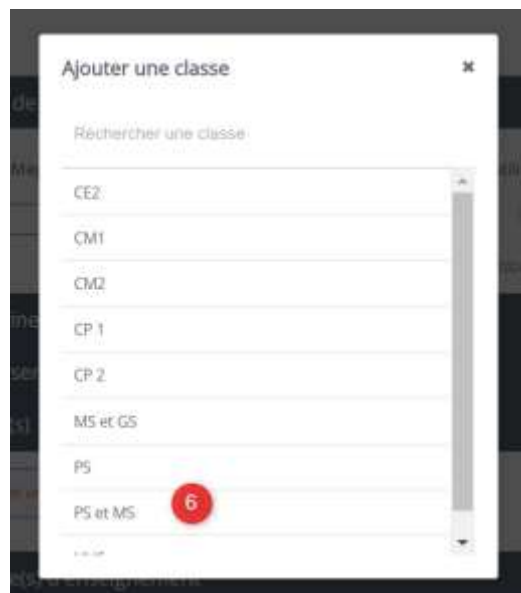 Ajouter une classe
Rechercher une classe
CE2
CM1
CM2
CP 1
CP 2
MS et GS
PS
6
PS et MS
d'enseignement